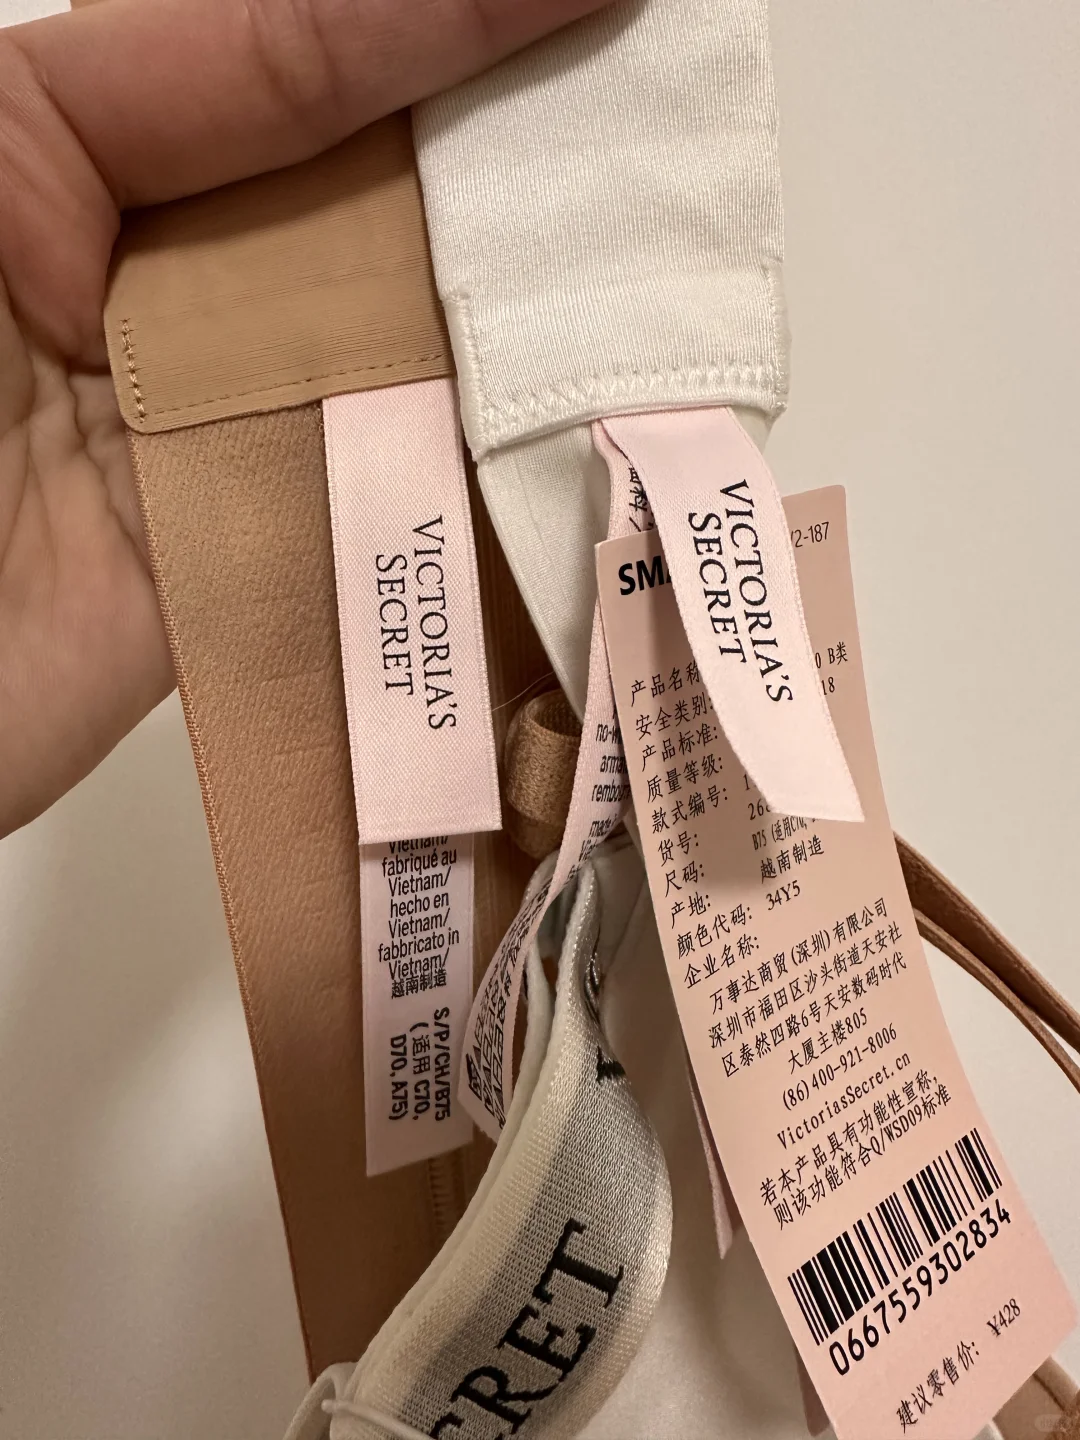 VICTORIA'S
SECRET
Vietnam/
fabriqué au
Vietnam/
hecho en
Vietnam/
fabbricato in
Vietnam/
越南制造
S/P/CH/B75
(适用 C70,
D70, A75)
VICTORIA'S
SECRET
2-187
产品名称
B类
安全类别:
18
产品标准:
质量等级:
款式编号:
货号:
尺码: B75 (适用C70,
产地: 越南制造
颜色代码: 34Y5
企业名称:
万事达商贸(深圳)有限公司
深圳市福田区沙头街道天安社
区泰然四路6号天安数码时代
大厦主楼805
(86)400-921-8006
VictoriasSecret.cn
若本产品具有功能性宣称,
则该功能符合Q/WSD09标准
0667559302834
建议零售价: ¥428